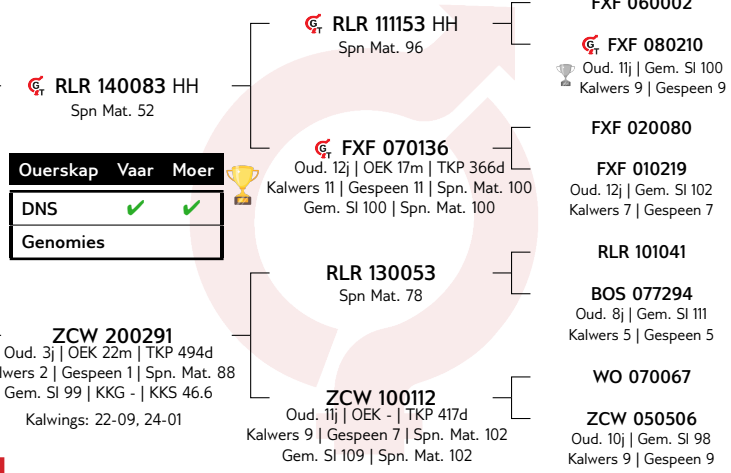 FXF 060002
RLR 111153 HH
Spn Mat. 96
FXF 080210
Oud. 11j | Gem. SI 100
Kalwers 9 | Gespeen 9
RLR 140083 HH
Spn Mat. 52
FXF 020080
FXF 070136
Oud. 12j | OEK 17m | TKP 366d
Kalwers 11 | Gespeen 11 | Spn. Mat. 100
Gem. SI 100 | Spn. Mat. 100
FXF 010219
Oud. 12j | Gem. SI 102
Kalwers 7 | Gespeen 7
Ouerskap Vaar Moer
DNS ✔ ✔
Genomies
RLR 101041
RLR 130053
Spn Mat. 78
BOS 077294
Oud. 8j | Gem. SI 111
Kalwers 5 | Gespeen 5
ZCW 200291
Oud. 3j | OEK 22m | TKP 494d
lwers 2 | Gespeen 1 | Spn. Mat. 88
Gem. SI 99 | KKG - | KKS 46.6
Kalwings: 22-09, 24-01
WO 070067
ZCW 100112
Oud. 11j | OEK - | TKP 417d
Kalwers 9 | Gespeen 7 | Spn. Mat. 102
Gem. SI 109 | Spn. Mat. 102
ZCW 050506
Oud. 10j | Gem. SI 98
Kalwers 9 | Gespeen 9